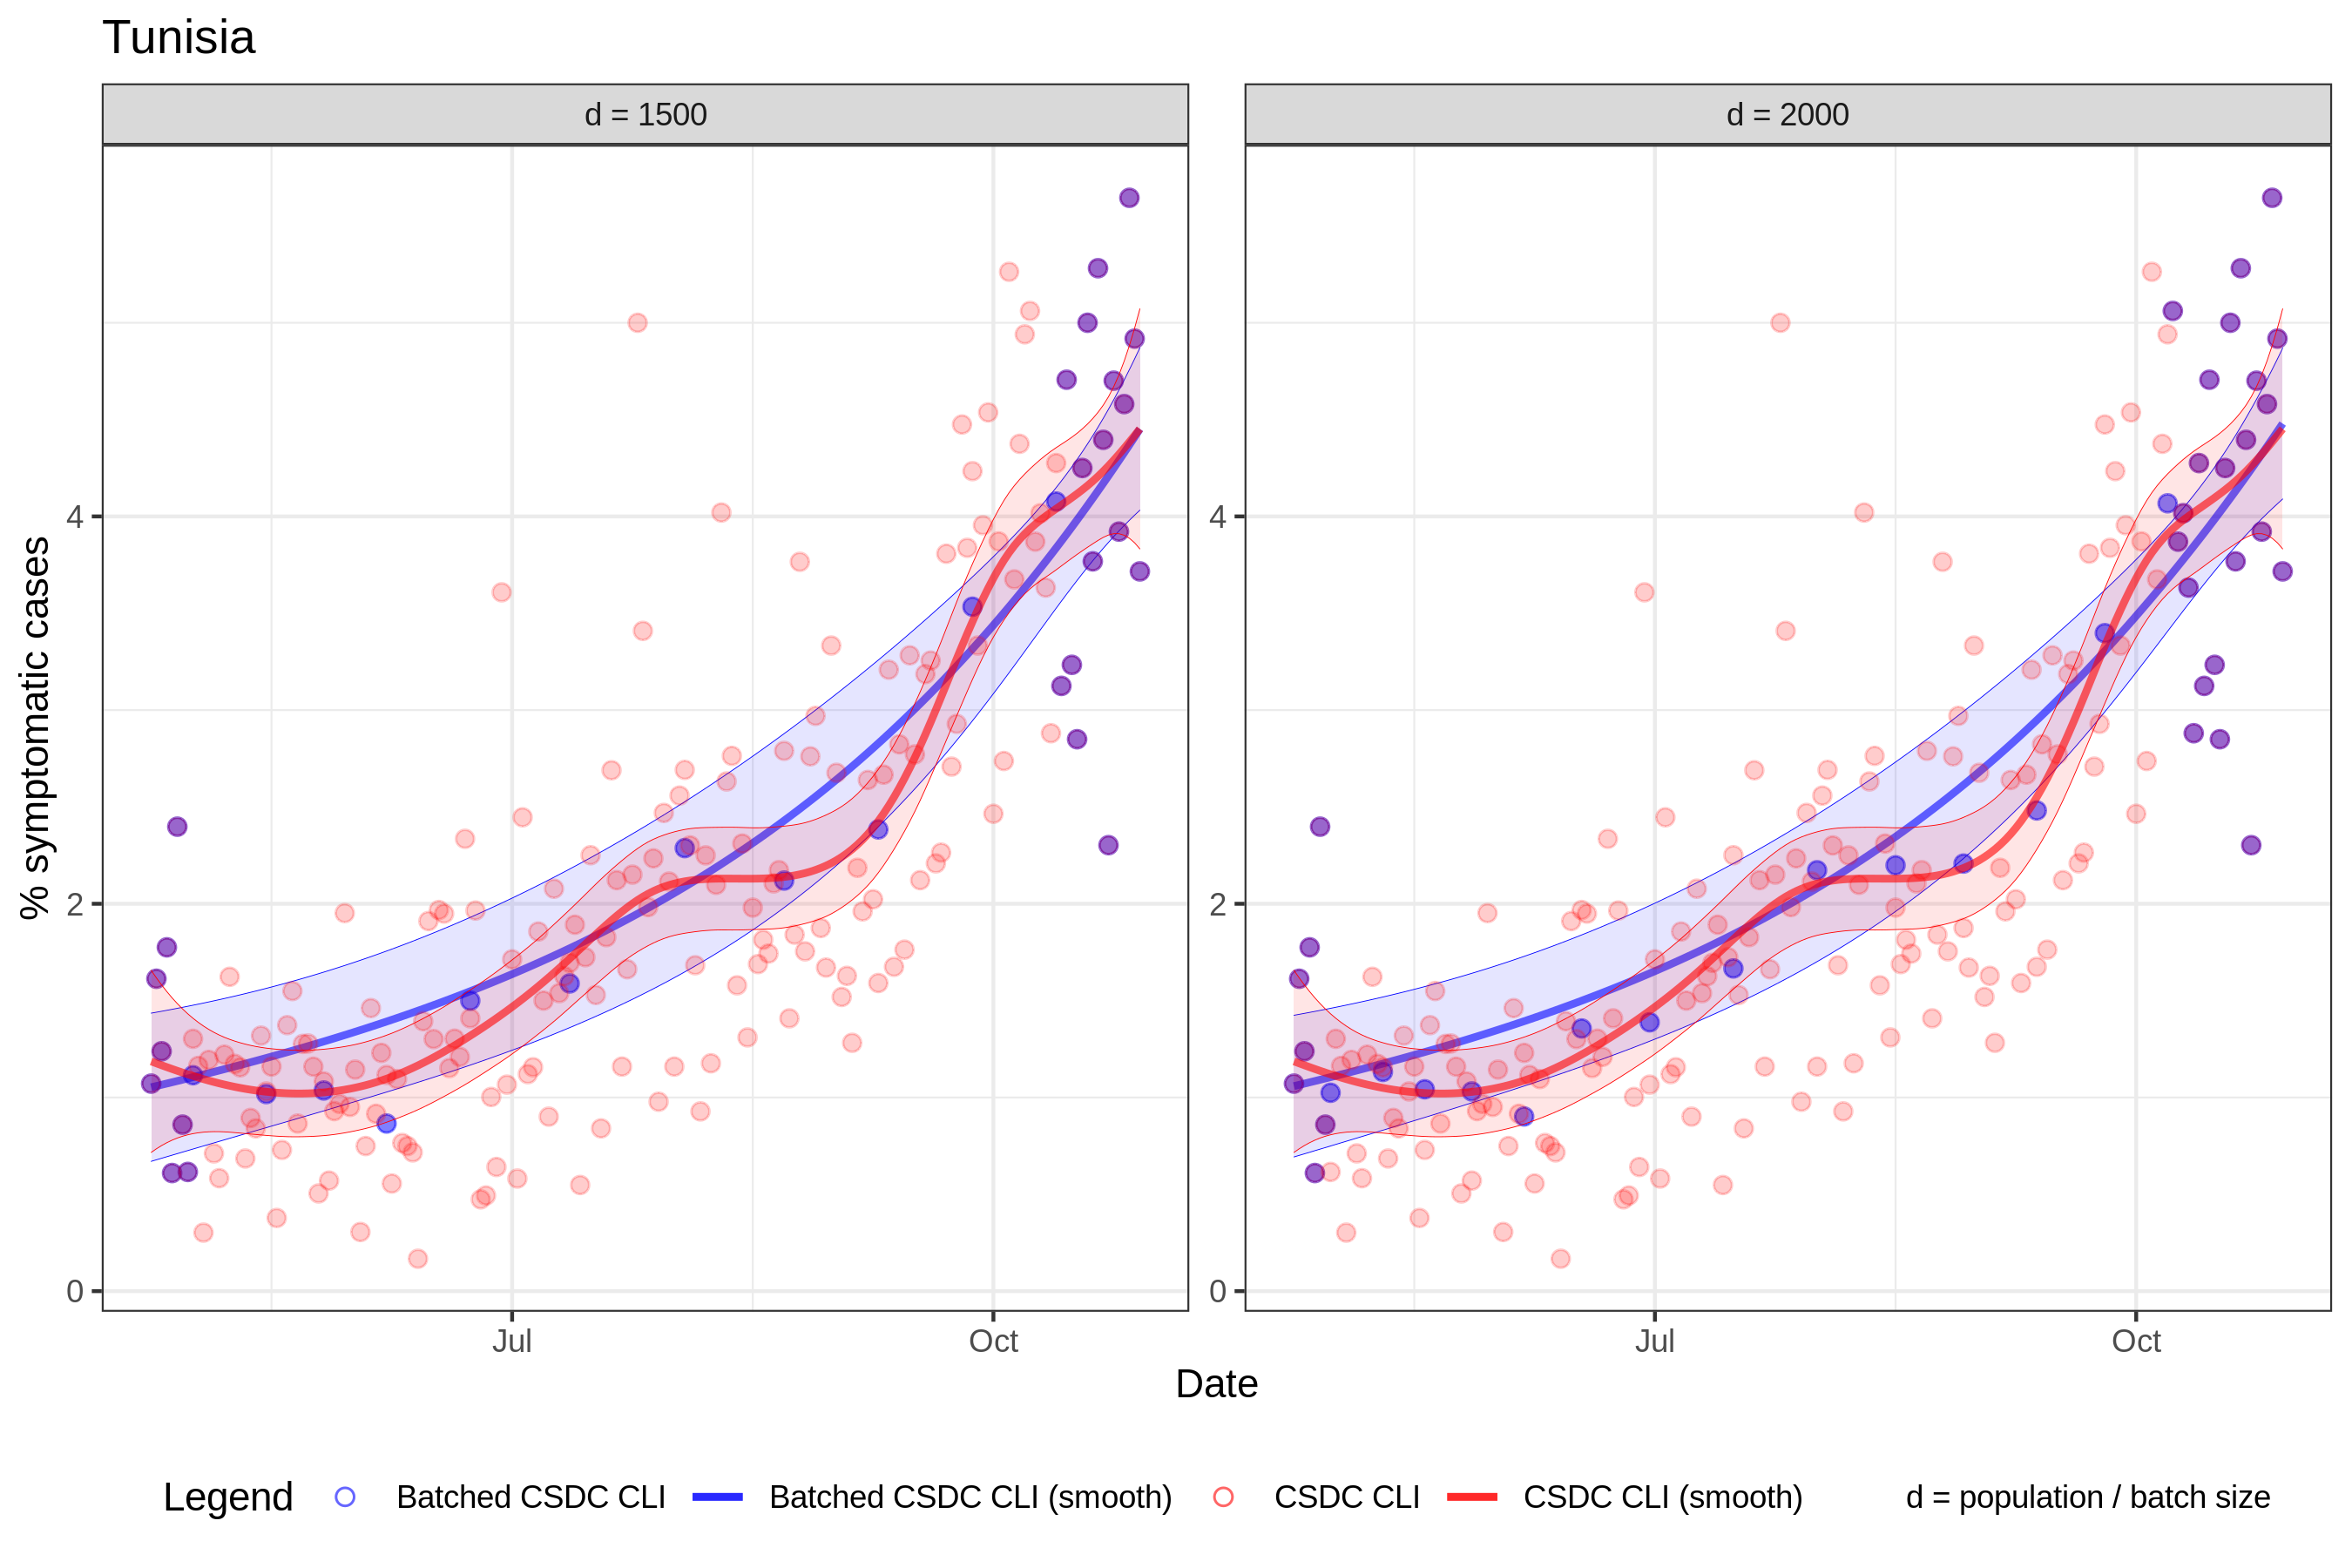 Tunisia
d = 1500
d = 2000
% symptomatic cases
4
2
0
4
2
0
Jul
Oct
Jul
Oct
Date
Legend
Batched CSDC CLI
Batched CSDC CLI (smooth)
CSDC CLI
CSDC CLI (smooth)
d = population / batch size